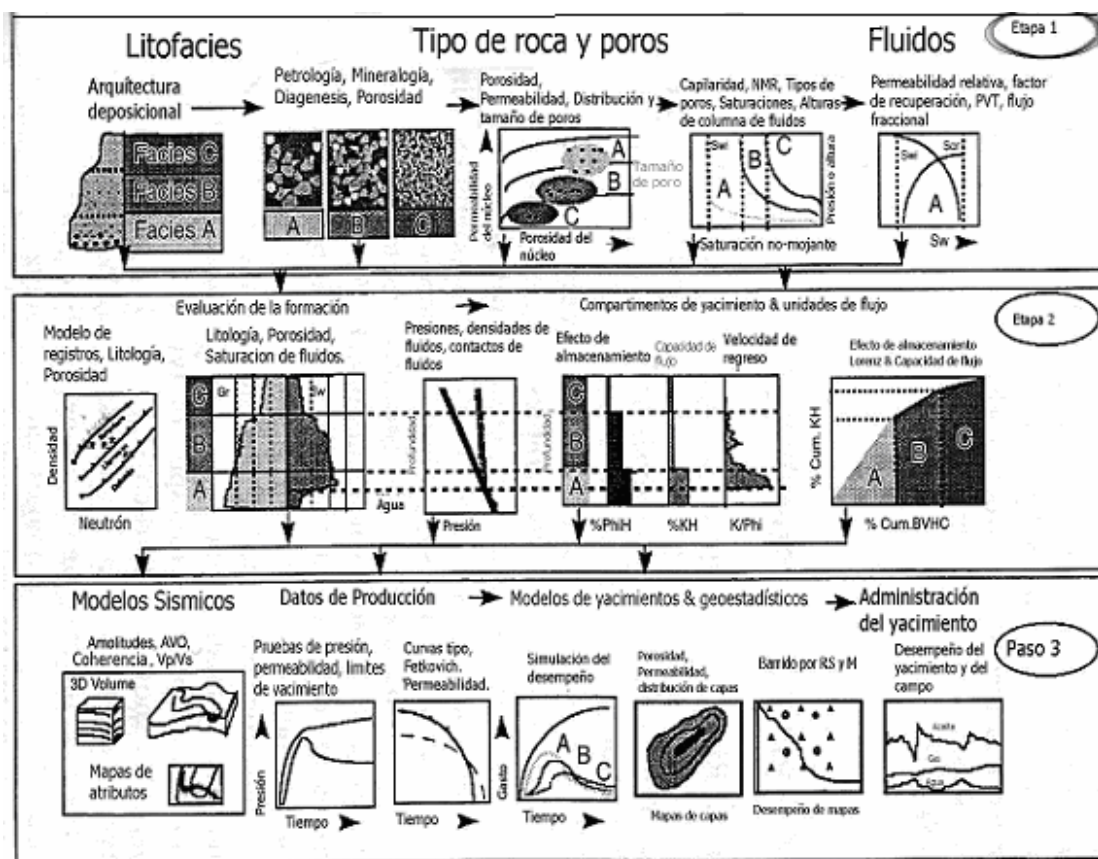 Litofacies
Tipo de roca y poros
Fluidos
Etapa 1
Arquitectura
deposicional
Petrología, Mineralogía,
Diagenesis, Porosidad
Porosidad,
Permeabilidad, Distribución y
tamaño de poros
Capilaridad, NMR, Tipos de
poros, Saturaciones, Alturas
de columna de fluidos
Permeabilidad relativa, factor
de recuperación, PVT, flujo
fraccional
Facies C
Facies B
Facies A
A
B
C
Permeabilidad
del núcleo
A
B
C
Tamaño
de poro
Porosidad del
núcleo
Swi
A
B
C
Presión o altura
Saturación no-mojante
Swi
Sor
A
Sw
Evaluación de la formación
Compartimentos de yacimiento & unidades de flujo
Etapa 2
Modelo de
registros, Litología,
Porosidad
Litología, Porosidad,
Saturacion de fluidos.
Presiones, densidades de
fluidos, contactos de
fluidos
Efecto de
almacenamiento
Capacidad de
flujo
Velocidad de
regreso
Efecto de almacenamiento
Lorenz & Capacidad de flujo
Densidad
Neutrón
C
B
A
Gr
Sw
Agua
Profundidad
Presión
Profundidad
C
B
A
%PhiH
%KH
K/Phi
% Cum. KH
A
B
C
% Cum.BVHC
Modelos Sismicos
Datos de Producción
Modelos de yacimientos & geoestadísticos
Administración
del yacimiento
Paso 3
Amplitudes, AVO,
Coherencia, Vp/Vs
3D Volume
Mapas de
atributos
Pruebas de presión,
permeabilidad, limites
de yacimiento
Presión
Tiempo
Curvas tipo,
Fetkovich.
Permeabilidad.
Tiempo
Simulación del
desempeño
Gasto
A
B
C
Tiempo
Porosidad,
Permeabilidad,
distribución de capas
Mapas de capas
Barrido por RS y M
Desempeño de mapas
Desempeño del
yacimiento y del
campo
Aceite
Gas
Agua